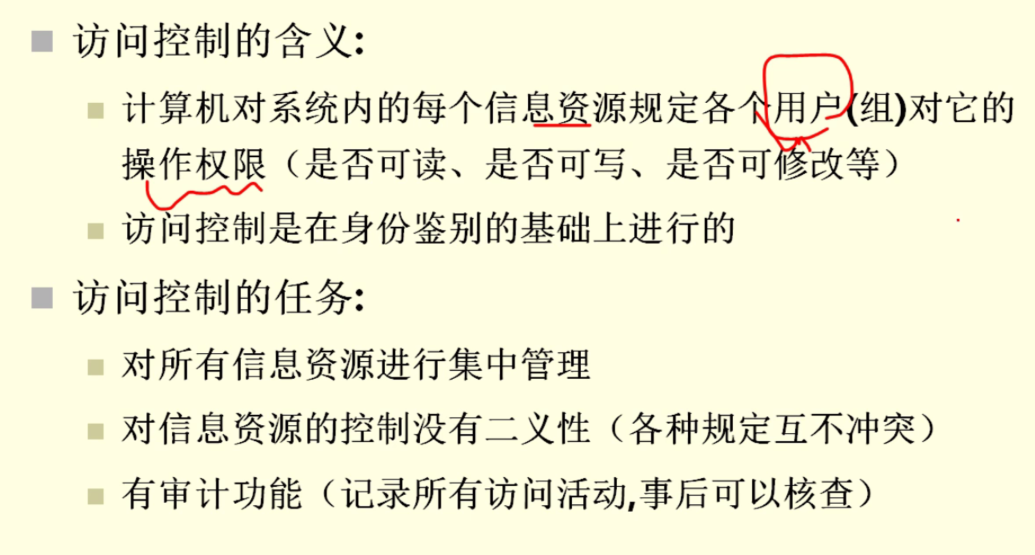 访问控制的含义:
计算机对系统内的每个信息资源规定各个用户(组)对它的
操作权限（是否可读、是否可写、是否可修改等）
访问控制是在身份鉴别的基础上进行的
访问控制的任务:
对所有信息资源进行集中管理
对信息资源的控制没有二义性（各种规定互不冲突）
有审计功能（记录所有访问活动,事后可以核查）